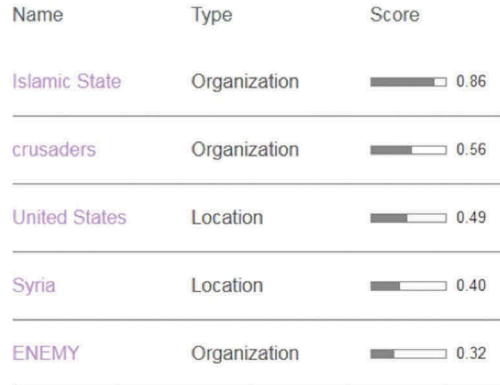 Name Type Score
Islamic State Organization 0.86
crusaders Organization 0.56
United States Location 0.49
Syria Location 0.40
ENEMY Organization 0.32